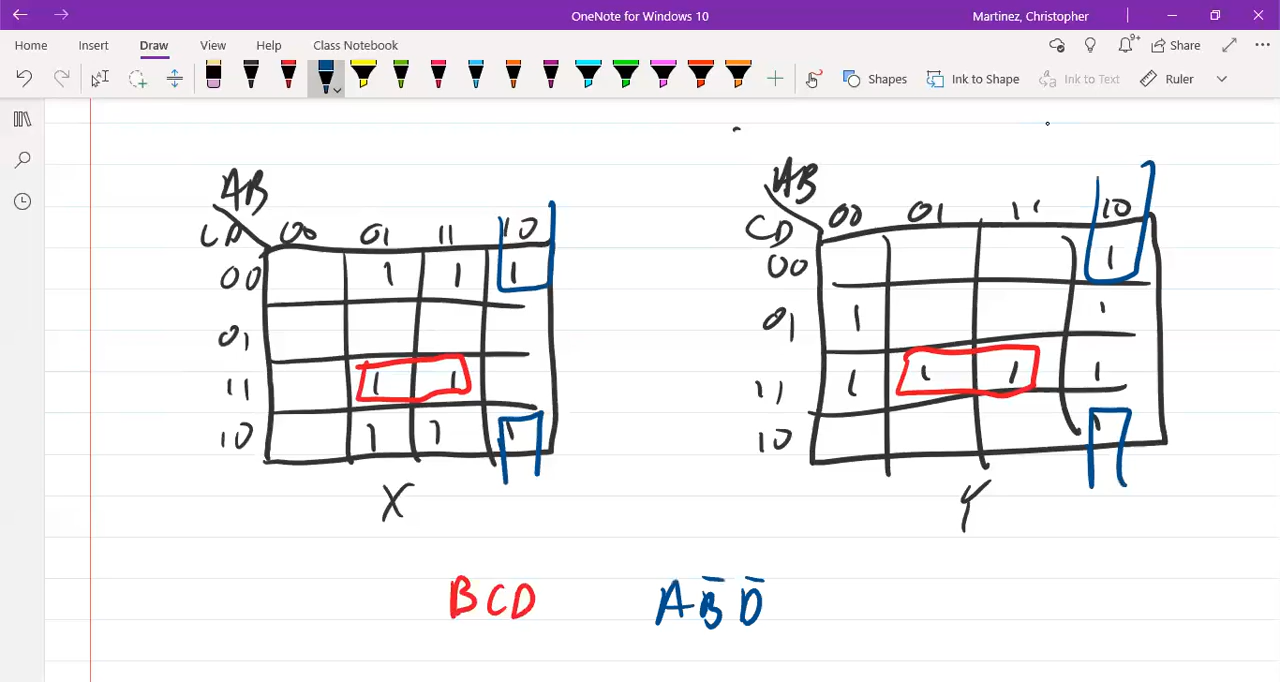 OneNote for Windows 10 Martinez, Christopher
Home Insert Draw View Help Class Notebook 9+ Share
Shapes Ink to Shape Ink to Text Ruler
AB AB
CD 00 01 11 10 CD 00 01 11 10
00 1 1 1 00 1
01 01 1 1
11 1 1 11 1 1 1 1
10 1 1 1 10 1
X Y
BCD AB̅D̅